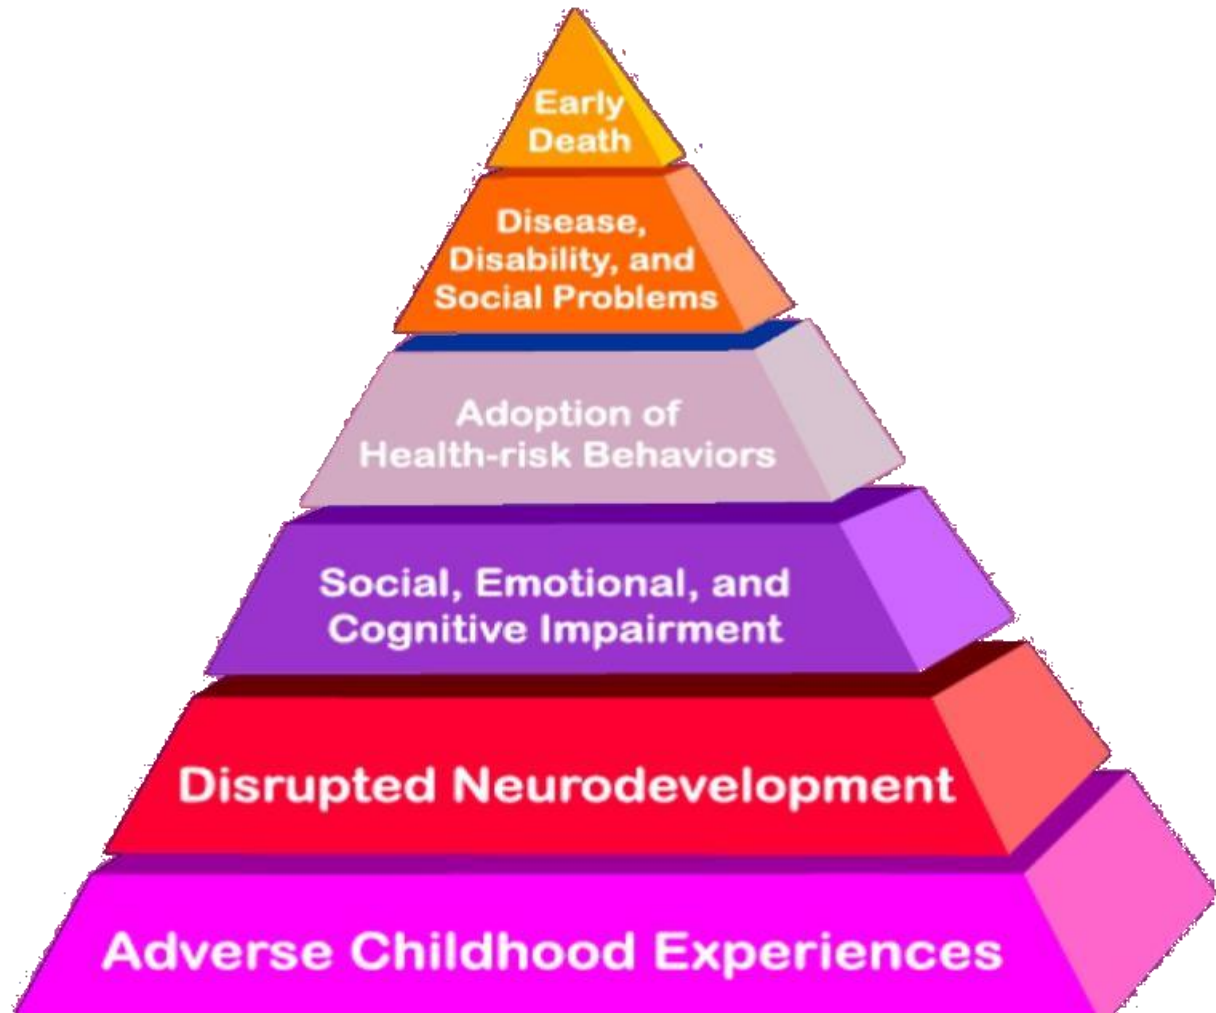 Early
Death
Disease,
Disability, and
Social Problems
Adoption of
Health-risk Behaviors
Social, Emotional, and
Cognitive Impairment
Disrupted Neurodevelopment
Adverse Childhood Experiences